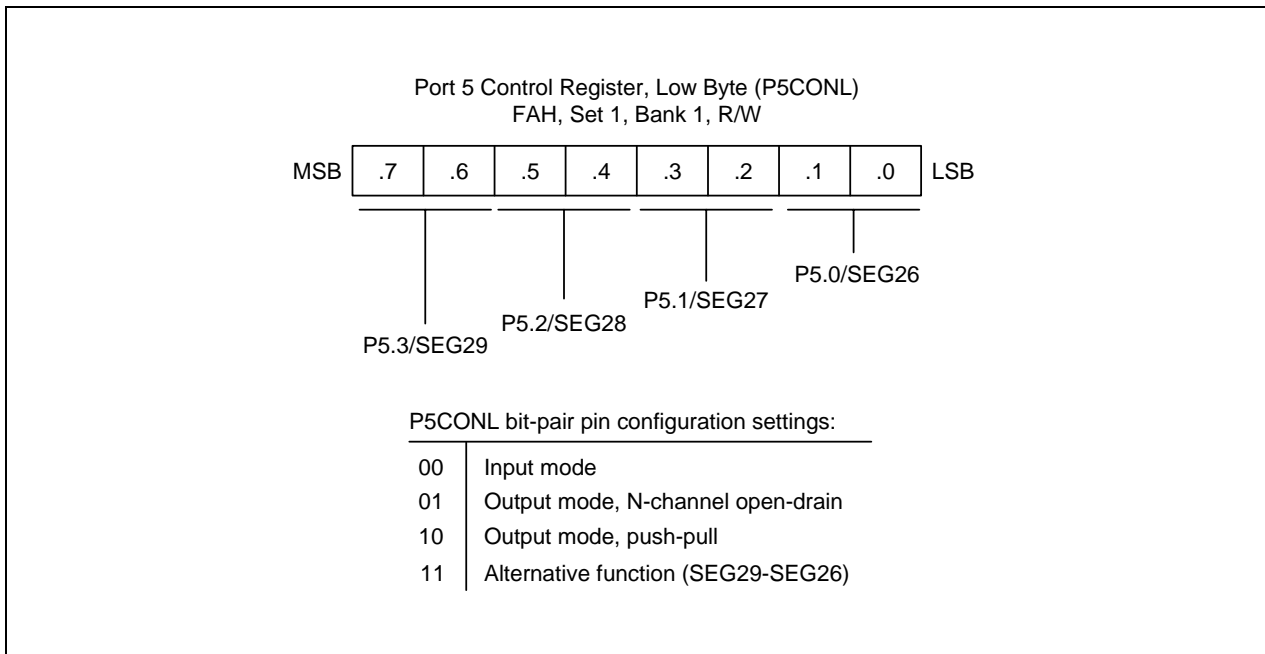 Port 5 Control Register, Low Byte (P5CONL)
FAH, Set 1, Bank 1, R/W
MSB .7 .6 .5 .4 .3 .2 .1 .0 LSB
P5.0/SEG26
P5.1/SEG27
P5.2/SEG28
P5.3/SEG29
P5CONL bit-pair pin configuration settings:
00 Input mode
01 Output mode, N-channel open-drain
10 Output mode, push-pull
11 Alternative function (SEG29-SEG26)